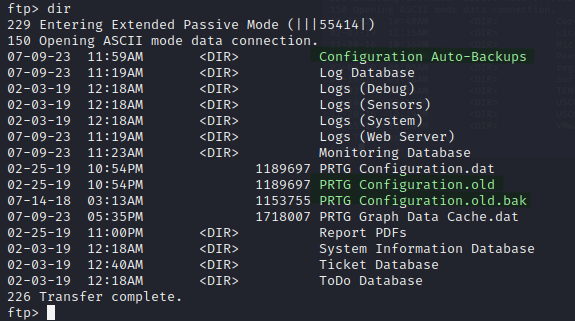 ftp> dir
229 Entering Extended Passive Mode (|||55414|)
150 Opening ASCII mode data connection.
07-09-23  11:59AM       <DIR>          Configuration Auto-Backups
07-09-23  11:19AM       <DIR>          Log Database
02-03-19  12:18AM       <DIR>          Logs (Debug)
02-03-19  12:18AM       <DIR>          Logs (Sensors)
02-03-19  12:18AM       <DIR>          Logs (System)
07-09-23  11:19AM       <DIR>          Logs (Web Server)
07-09-23  11:23AM       <DIR>          Monitoring Database
02-25-19  10:54PM              1189697 PRTG Configuration.dat
02-25-19  10:54PM              1189697 PRTG Configuration.old
07-14-18  03:13AM              1153755 PRTG Configuration.old.bak
07-09-23  05:35PM              1718007 PRTG Graph Data Cache.dat
02-25-19  11:00PM       <DIR>          Report PDFs
02-03-19  12:18AM       <DIR>          System Information Database
02-03-19  12:40AM       <DIR>          Ticket Database
02-03-19  12:18AM       <DIR>          ToDo Database
226 Transfer complete.
ftp>